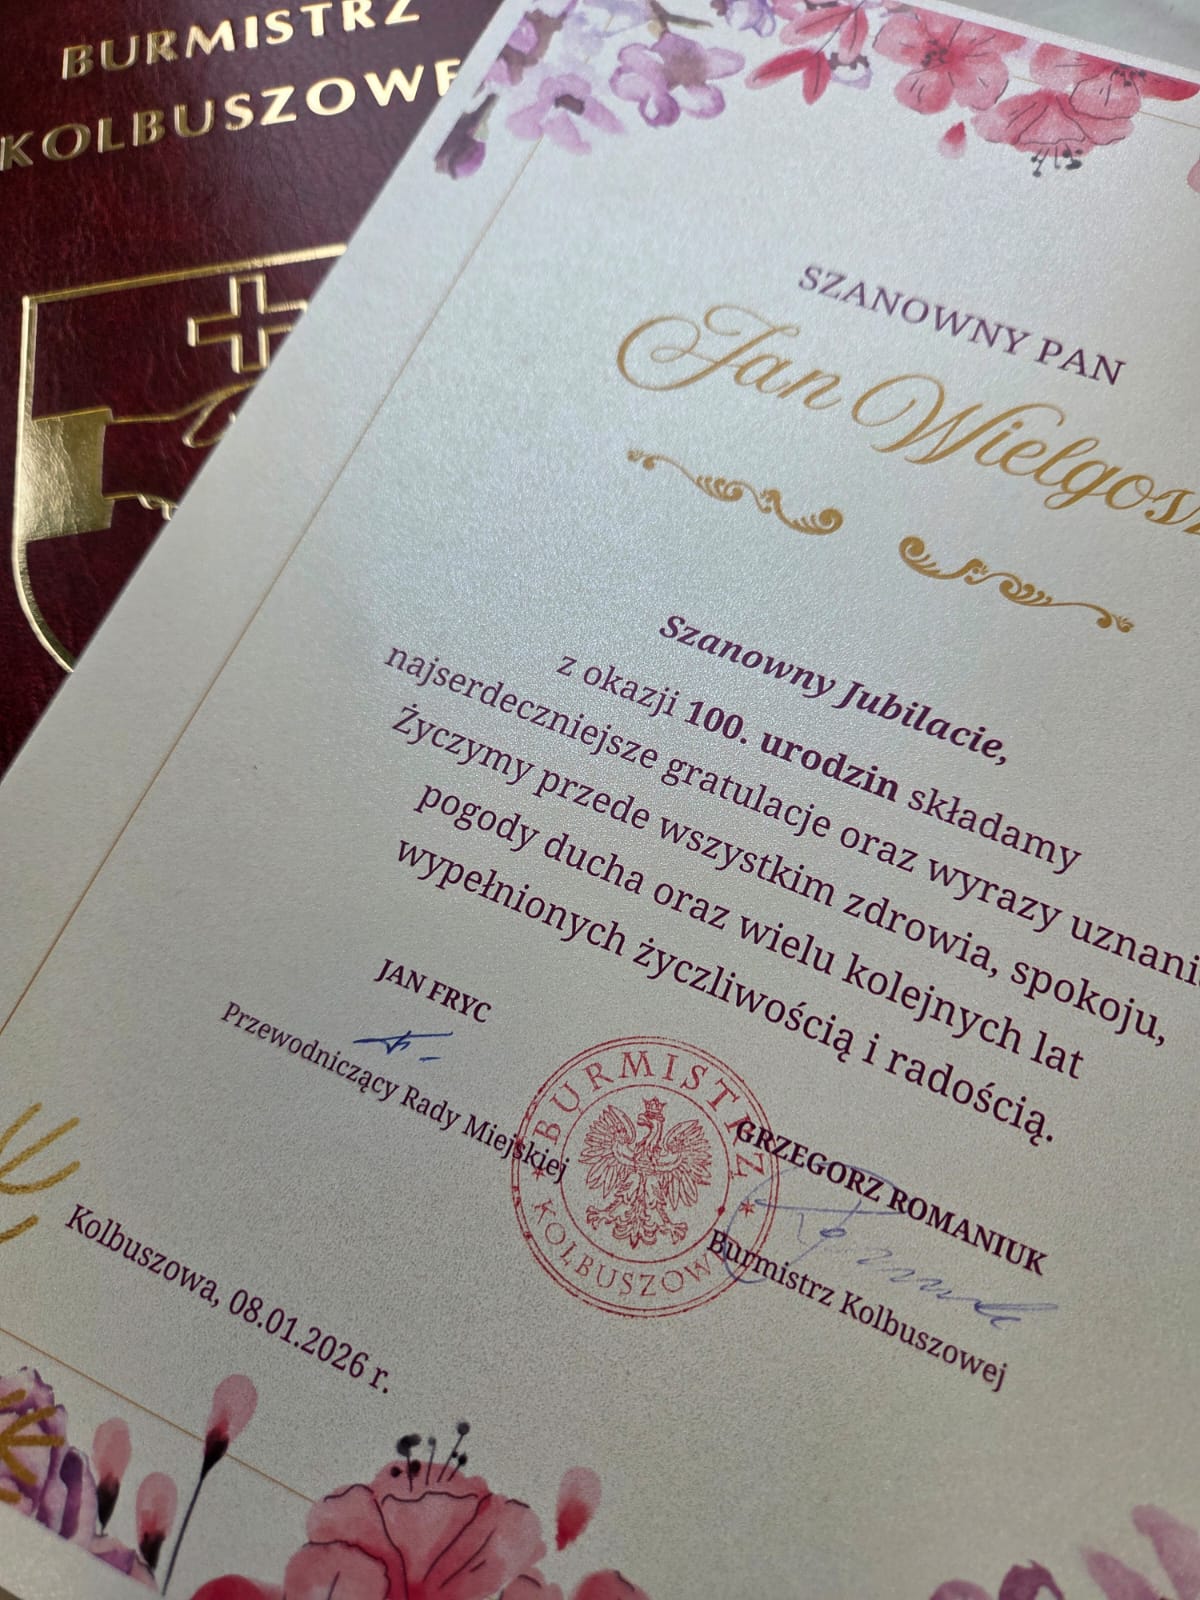 BURMISTRZ
KOLBUSZOWE
SZANOWNY PAN
Jan Wielgos
Szanowny Jubilacie,
z okazji 100. urodzin składamy
najserdeczniejsze gratulacje oraz wyrazy uznani
Życzymy przede wszystkim zdrowia, spokoju,
pogody ducha oraz wielu kolejnych lat
wypełnionych życzliwością i radością.
JAN FRYC
Przewodniczący Rady Miejskiej
BURMISTRZ
KOLBUSZOW
GRZEGORZ ROMANIUK
Burmistrz Kolbuszowej
Kolbuszowa, 08.01.2026 r.